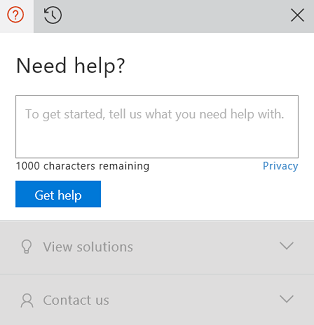 Need help?
To get started, tell us what you need help with.
1000 characters remaining Privacy
Get help
View solutions
Contact us